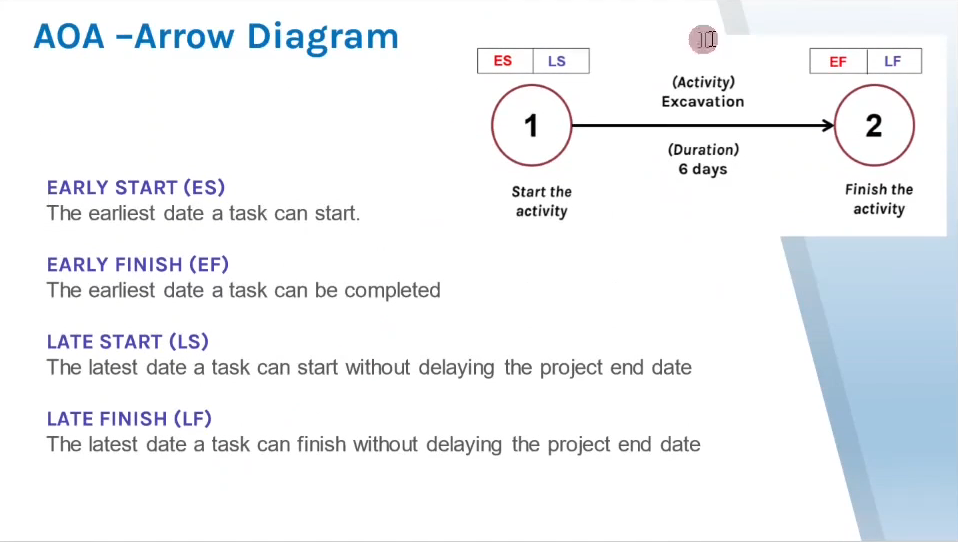 AOA –Arrow Diagram
ES LS
EF LF
(Activity)
Excavation
1
2
(Duration)
6 days
Start the
activity
Finish the
activity
EARLY START (ES)
The earliest date a task can start.
EARLY FINISH (EF)
The earliest date a task can be completed
LATE START (LS)
The latest date a task can start without delaying the project end date
LATE FINISH (LF)
The latest date a task can finish without delaying the project end date